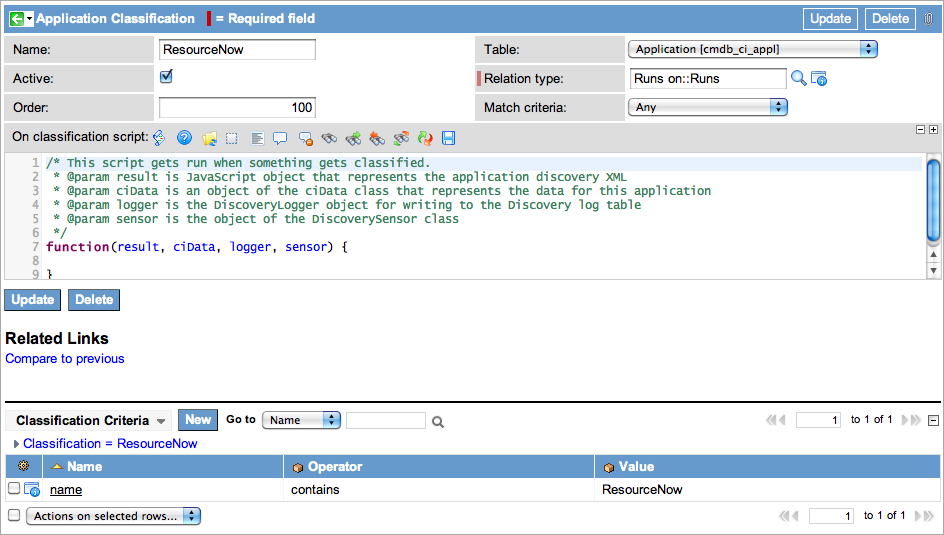 Application Classification = Required field Update Delete
Name: ResourceNow Table: Application [cmdb_ci_appl]
Active: Relation type: Runs on::Runs
Order: 100 Match criteria: Any
On classification script:
1 /* This script gets run when something gets classified.
2 * @param result is JavaScript object that represents the application discovery XML
3 * @param ciData is an object of the ciData class that represents the data for this application
4 * @param logger is the DiscoveryLogger object for writing to the Discovery log table
5 * @param sensor is the object of the DiscoverySensor class
6 */
7 function(result, ciData, logger, sensor) {
8
9 }
Update Delete
Related Links
Compare to previous
Classification Criteria New Go to Name 1 to 1 of 1
Classification = ResourceNow
Name Operator Value
name contains ResourceNow
Actions on selected rows... 1 to 1 of 1